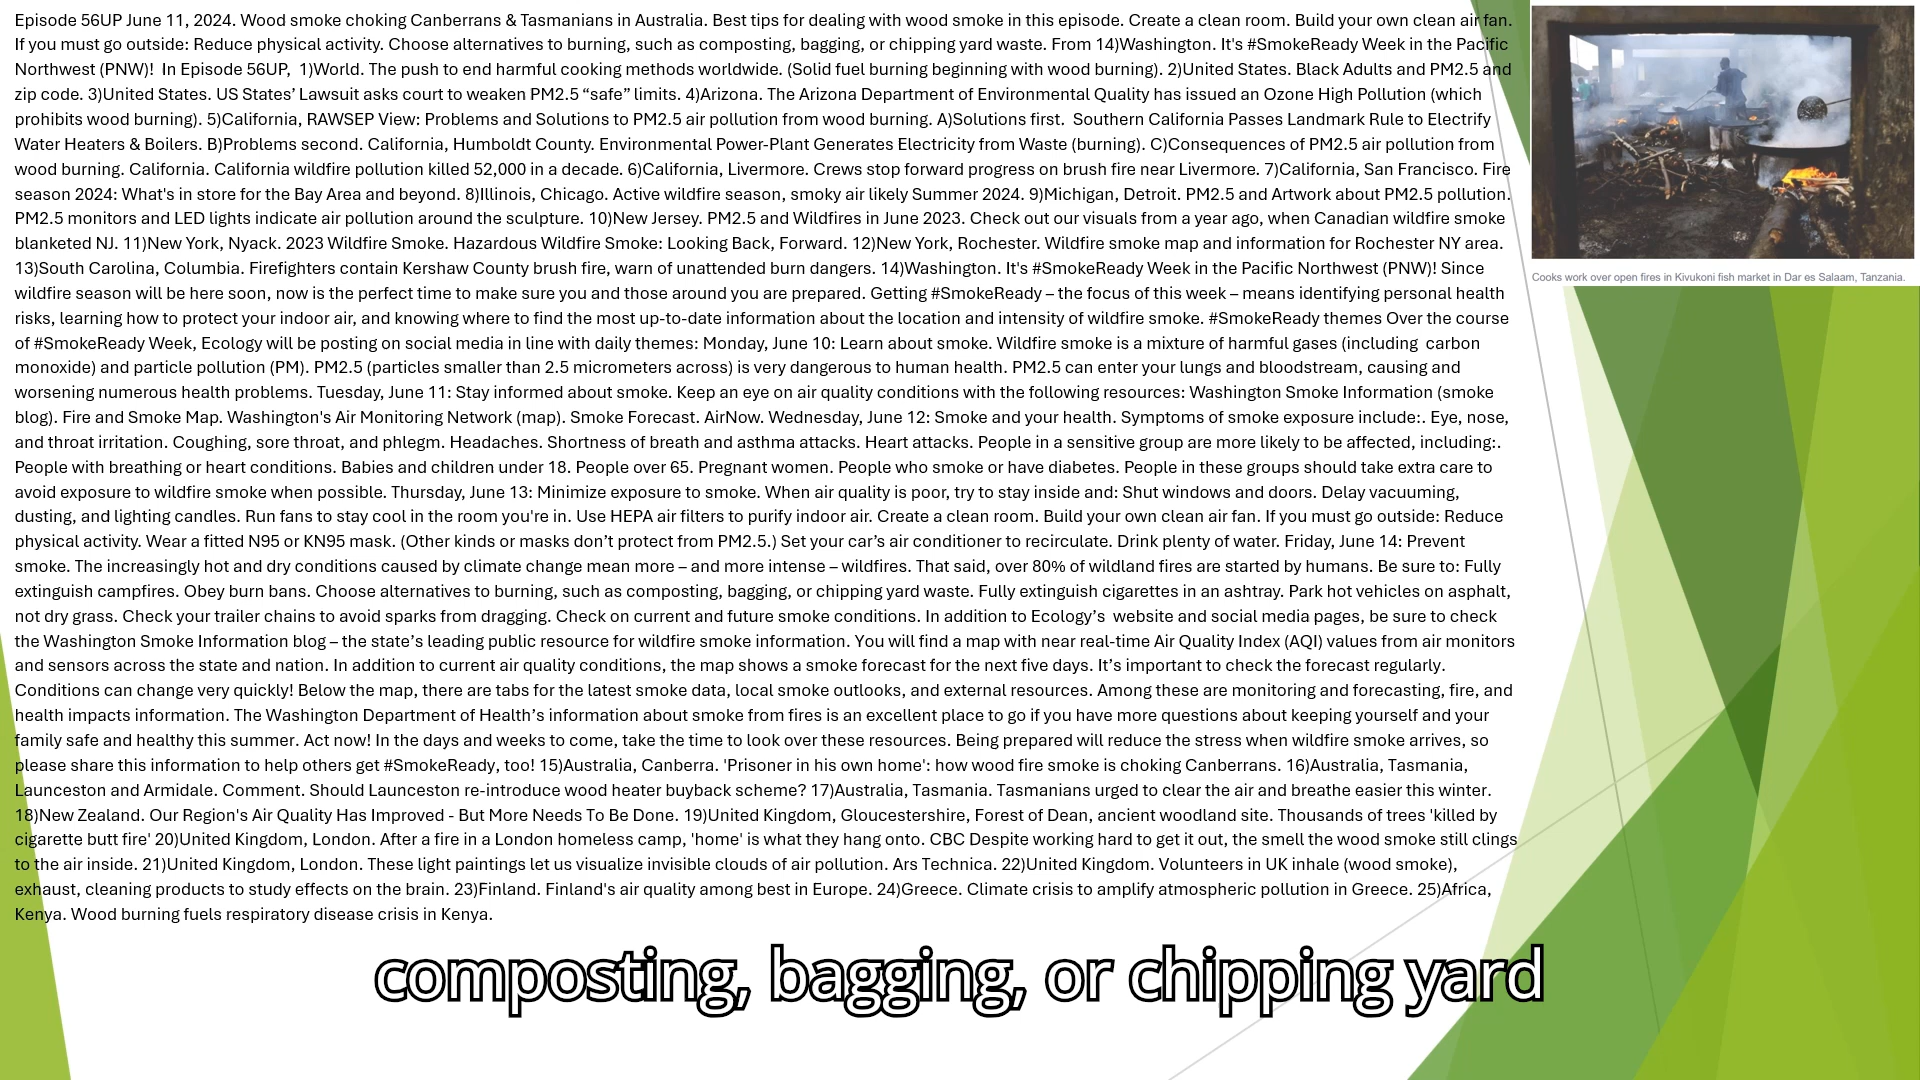 Episode 56UP June 11, 2024. Wood smoke choking Canberrans & Tasmanians in Australia. Best tips for dealing with wood smoke in this episode. Create a clean room. Build your own clean air fan.
If you must go outside: Reduce physical activity. Choose alternatives to burning, such as composting, bagging, or chipping yard waste. From 14)Washington. It's #SmokeReady Week in the Pacific
Northwest (PNW)!  In Episode 56UP,  1)World. The push to end harmful cooking methods worldwide. (Solid fuel burning beginning with wood burning). 2)United States. Black Adults and PM2.5 and
zip code. 3)United States. US States’ Lawsuit asks court to weaken PM2.5 “safe” limits. 4)Arizona. The Arizona Department of Environmental Quality has issued an Ozone High Pollution (which
prohibits wood burning). 5)California, RAWSEP View: Problems and Solutions to PM2.5 air pollution from wood burning. A)Solutions first.  Southern California Passes Landmark Rule to Electrify
Water Heaters & Boilers. B)Problems second. California, Humboldt County. Environmental Power-Plant Generates Electricity from Waste (burning). C)Consequences of PM2.5 air pollution from
wood burning. California. California wildfire pollution killed 52,000 in a decade. 6)California, Livermore. Crews stop forward progress on brush fire near Livermore. 7)California, San Francisco. Fire
season 2024: What's in store for the Bay Area and beyond. 8)Illinois, Chicago. Active wildfire season, smoky air likely Summer 2024. 9)Michigan, Detroit. PM2.5 and Artwork about PM2.5 pollution.
PM2.5 monitors and LED lights indicate air pollution around the sculpture. 10)New Jersey. PM2.5 and Wildfires in June 2023. Check out our visuals from a year ago, when Canadian wildfire smoke
blanketed NJ. 11)New York, Nyack. 2023 Wildfire Smoke. Hazardous Wildfire Smoke: Looking Back, Forward. 12)New York, Rochester. Wildfire smoke map and information for Rochester NY area.
13)South Carolina, Columbia. Firefighters contain Kershaw County brush fire, warn of unattended burn dangers. 14)Washington. It's #SmokeReady Week in the Pacific Northwest (PNW)! Since
wildfire season will be here soon, now is the perfect time to make sure you and those around you are prepared. Getting #SmokeReady – the focus of this week – means identifying personal health
risks, learning how to protect your indoor air, and knowing where to find the most up-to-date information about the location and intensity of wildfire smoke. #SmokeReady themes Over the course
of #SmokeReady Week, Ecology will be posting on social media in line with daily themes: Monday, June 10: Learn about smoke. Wildfire smoke is a mixture of harmful gases (including  carbon
monoxide) and particle pollution (PM). PM2.5 (particles smaller than 2.5 micrometers across) is very dangerous to human health. PM2.5 can enter your lungs and bloodstream, causing and
worsening numerous health problems. Tuesday, June 11: Stay informed about smoke. Keep an eye on air quality conditions with the following resources: Washington Smoke Information (smoke
blog). Fire and Smoke Map. Washington's Air Monitoring Network (map). Smoke Forecast. AirNow. Wednesday, June 12: Smoke and your health. Symptoms of smoke exposure include:. Eye, nose,
and throat irritation. Coughing, sore throat, and phlegm. Headaches. Shortness of breath and asthma attacks. Heart attacks. People in a sensitive group are more likely to be affected, including:.
People with breathing or heart conditions. Babies and children under 18. People over 65. Pregnant women. People who smoke or have diabetes. People in these groups should take extra care to
avoid exposure to wildfire smoke when possible. Thursday, June 13: Minimize exposure to smoke. When air quality is poor, try to stay inside and: Shut windows and doors. Delay vacuuming,
dusting, and lighting candles. Run fans to stay cool in the room you're in. Use HEPA air filters to purify indoor air. Create a clean room. Build your own clean air fan. If you must go outside: Reduce
physical activity. Wear a fitted N95 or KN95 mask. (Other kinds or masks don’t protect from PM2.5.) Set your car’s air conditioner to recirculate. Drink plenty of water. Friday, June 14: Prevent
smoke. The increasingly hot and dry conditions caused by climate change mean more – and more intense – wildfires. That said, over 80% of wildland fires are started by humans. Be sure to: Fully
extinguish campfires. Obey burn bans. Choose alternatives to burning, such as composting, bagging, or chipping yard waste. Fully extinguish cigarettes in an ashtray. Park hot vehicles on asphalt,
not dry grass. Check your trailer chains to avoid sparks from dragging. Check on current and future smoke conditions. In addition to Ecology’s  website and social media pages, be sure to check
the Washington Smoke Information blog – the state’s leading public resource for wildfire smoke information. You will find a map with near real-time Air Quality Index (AQI) values from air monitors
and sensors across the state and nation. In addition to current air quality conditions, the map shows a smoke forecast for the next five days. It’s important to check the forecast regularly.
Conditions can change very quickly! Below the map, there are tabs for the latest smoke data, local smoke outlooks, and external resources. Among these are monitoring and forecasting, fire, and
health impacts information. The Washington Department of Health’s information about smoke from fires is an excellent place to go if you have more questions about keeping yourself and your
family safe and healthy this summer. Act now! In the days and weeks to come, take the time to look over these resources. Being prepared will reduce the stress when wildfire smoke arrives, so
please share this information to help others get #SmokeReady, too! 15)Australia, Canberra. 'Prisoner in his own home': how wood fire smoke is choking Canberrans. 16)Australia, Tasmania,
Launceston and Armidale. Comment. Should Launceston re-introduce wood heater buyback scheme? 17)Australia, Tasmania. Tasmanians urged to clear the air and breathe easier this winter.
18)New Zealand. Our Region's Air Quality Has Improved - But More Needs To Be Done. 19)United Kingdom, Gloucestershire, Forest of Dean, ancient woodland site. Thousands of trees 'killed by
cigarette butt fire' 20)United Kingdom, London. After a fire in a London homeless camp, 'home' is what they hang onto. CBC Despite working hard to get it out, the smell the wood smoke still clings
to the air inside. 21)United Kingdom, London. These light paintings let us visualize invisible clouds of air pollution. Ars Technica. 22)United Kingdom. Volunteers in UK inhale (wood smoke),
exhaust, cleaning products to study effects on the brain. 23)Finland. Finland's air quality among best in Europe. 24)Greece. Climate crisis to amplify atmospheric pollution in Greece. 25)Africa,
Kenya. Wood burning fuels respiratory disease crisis in Kenya.
Cooks work over open fires in Kivukoni fish market in Dar es Salaam, Tanzania.
composting, bagging, or chipping yard